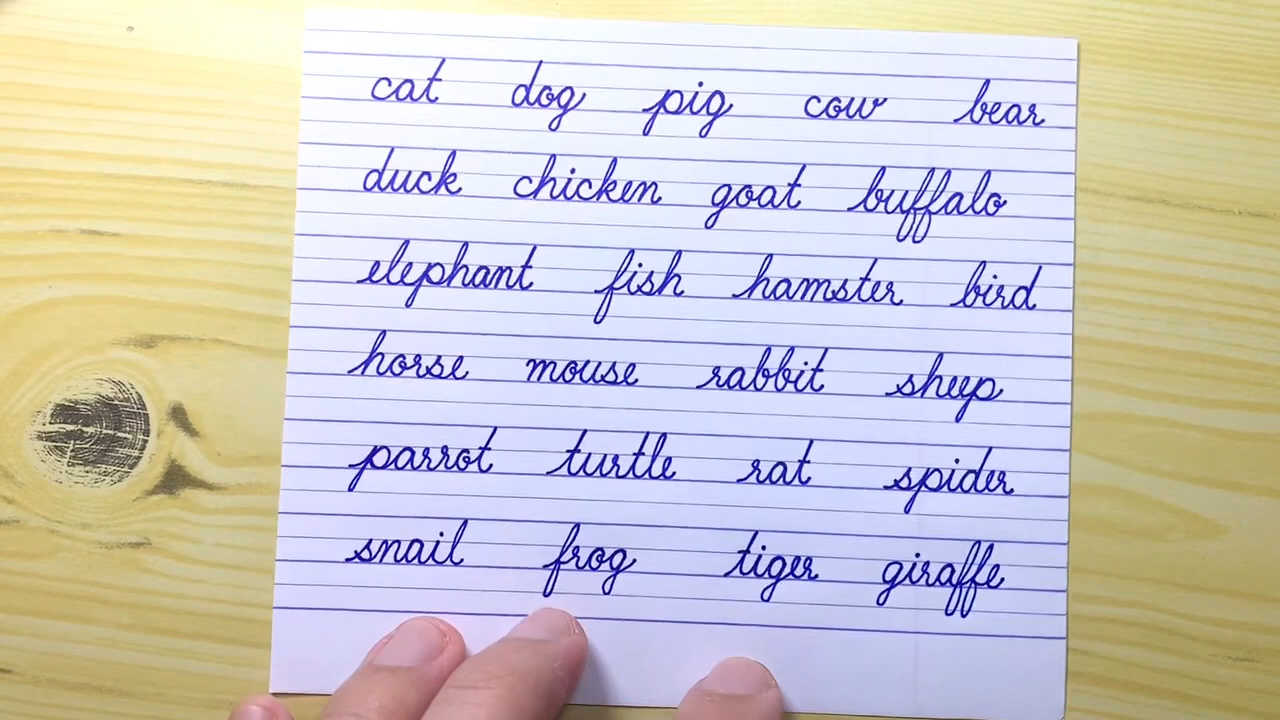 cat dog pig cow bear
duck chicken goat buffalo
elephant fish hamster bird
horse mouse rabbit sheep
parrot turtle rat spider
snail frog tiger giraffe